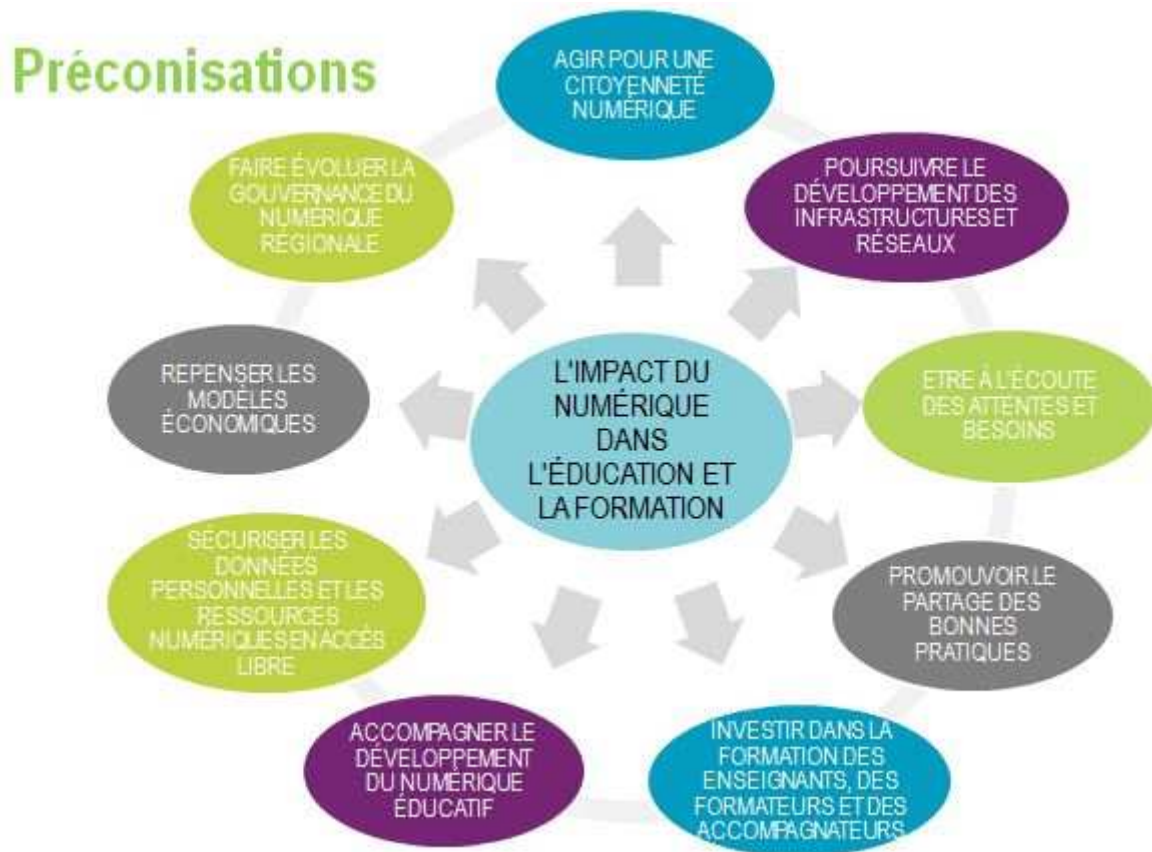 Préconisations
AGIR POUR UNE
CITOYENNETÉ
NUMÉRIQUE
POURSUIVRE LE
DÉVELOPPEMENT DES
INFRASTRUCTURES ET
RÉSEAUX
ETRE À L'ÉCOUTE
DES ATTENTES ET
BESOINS
PROMOUVOIR LE
PARTAGE DES
BONNES
PRATIQUES
INVESTIR DANS LA
FORMATION DES
ENSEIGNANTS, DES
FORMATEURS ET DES
ACCOMPAGNATEURS
ACCOMPAGNER LE
DÉVELOPPEMENT
DU NUMÉRIQUE
ÉDUCATIF
SÉCURISER LES
DONNÉES
PERSONNELLES ET LES
RESSOURCES
NUMÉRIQUES EN ACCÈS
LIBRE
REPENSER LES
MODÈLES
ÉCONOMIQUES
FAIRE ÉVOLUER LA
GOUVERNANCE DU
NUMÉRIQUE
RÉGIONALE
L'IMPACT DU
NUMÉRIQUE
DANS
L'ÉDUCATION ET
LA FORMATION